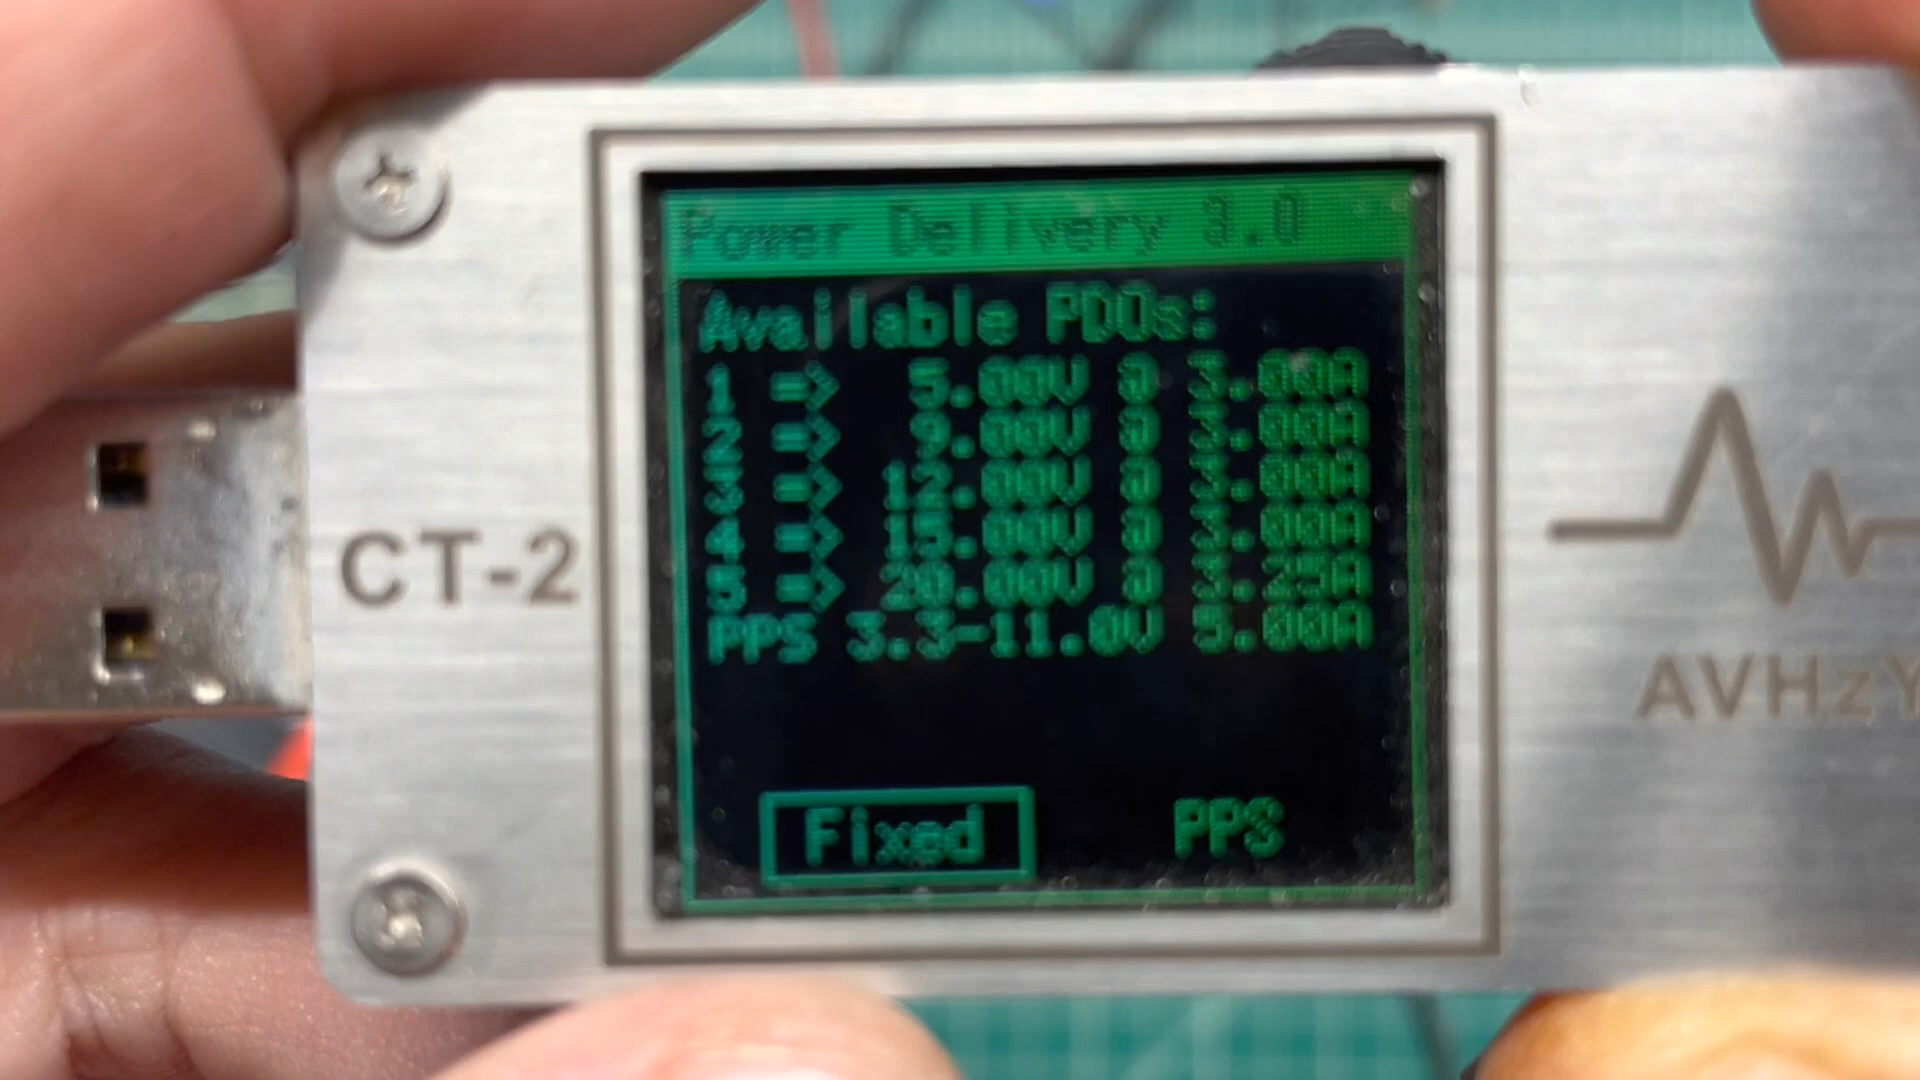 Power Delivery 3.0
Available PDOs:
1 => 5.00V @ 3.00A
2 => 9.00V @ 3.00A
3 => 12.00V @ 3.00A
4 => 15.00V @ 3.00A
5 => 20.00V @ 3.25A
PPS 3.3-11.0V 5.00A
Fixed PPS
CT-2
AVHzY